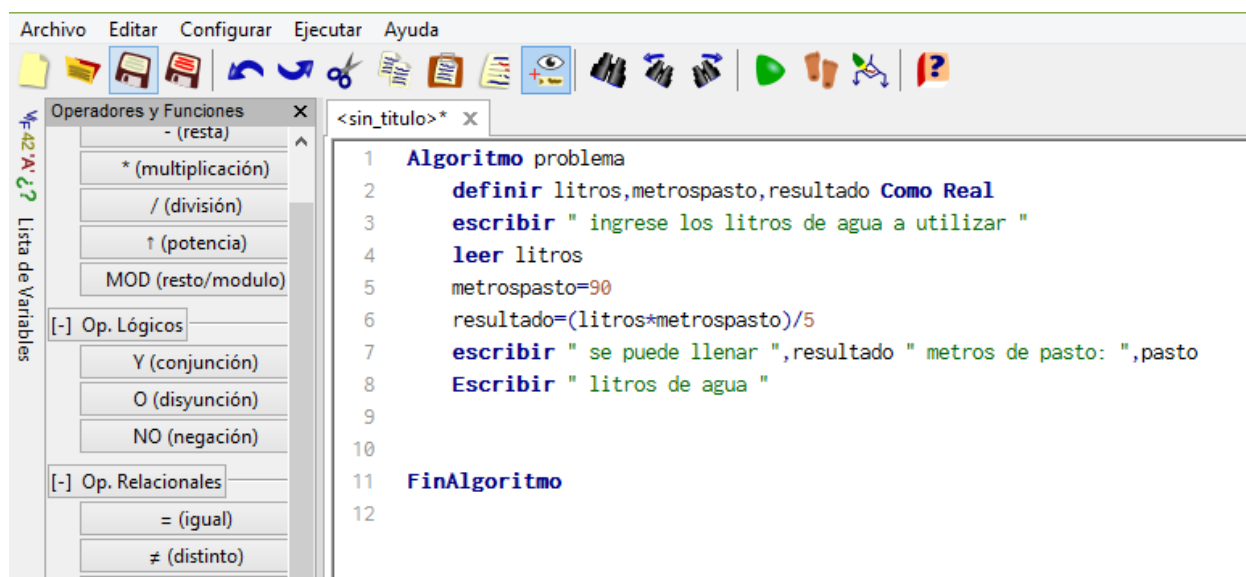 Archivo Editar Configurar Ejecutar Ayuda
Operadores y Funciones X
<sin_titulo>* X
- (resta)
* (multiplicación)
/ (división)
↑ (potencia)
MOD (resto/modulo)
[-] Op. Lógicos
Y (conjunción)
O (disyunción)
NO (negación)
[-] Op. Relacionales
= (igual)
≠ (distinto)
VF 42 'A' ¿? Lista de Variables
1 Algoritmo problema
2 definir litros,metrospasto,resultado Como Real
3 escribir " ingrese los litros de agua a utilizar "
4 leer litros
5 metrospasto=90
6 resultado=(litros*metrospasto)/5
7 escribir " se puede llenar ",resultado " metros de pasto: ",pasto
8 Escribir " litros de agua "
9
10
11 FinAlgoritmo
12